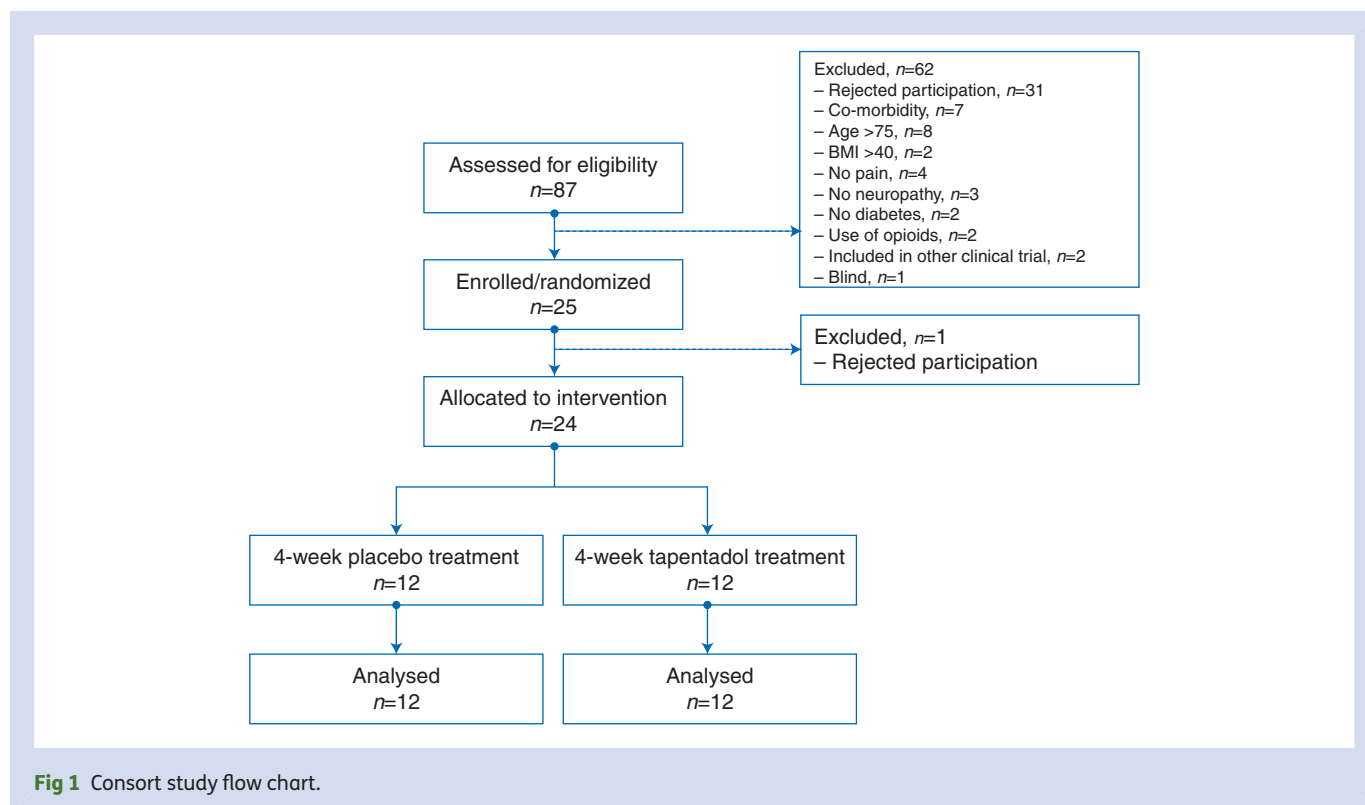 Assessed for eligibility
n=87
Excluded, n=62
– Rejected participation, n=31
– Co-morbidity, n=7
– Age >75, n=8
– BMI >40, n=2
– No pain, n=4
– No neuropathy, n=3
– No diabetes, n=2
– Use of opioids, n=2
– Included in other clinical trial, n=2
– Blind, n=1
Enrolled/randomized
n=25
Excluded, n=1
– Rejected participation
Allocated to intervention
n=24
4-week placebo treatment
n=12
4-week tapentadol treatment
n=12
Analysed
n=12
Analysed
n=12
Fig 1 Consort study flow chart.